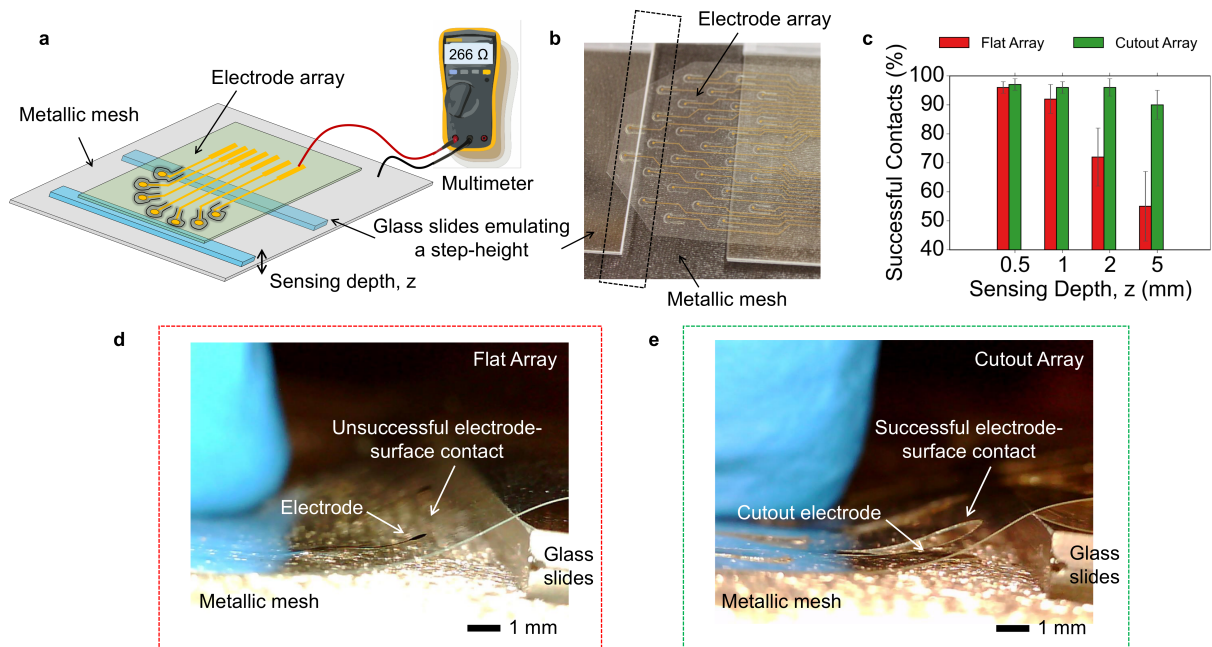 a
266 Ω
Electrode array
Metallic mesh
Multimeter
Glass slides emulating
a step-height
Sensing depth, z
b
Electrode array
Metallic mesh
c
Flat Array
Cutout Array
Successful Contacts (%)
100
90
80
70
60
50
40
0.5
1
2
5
Sensing Depth, z (mm)
d
Flat Array
Unsuccessful electrode-
surface contact
Electrode
Glass
slides
Metallic mesh
1 mm
e
Cutout Array
Successful electrode-
surface contact
Cutout electrode
Glass
slides
Metallic mesh
1 mm